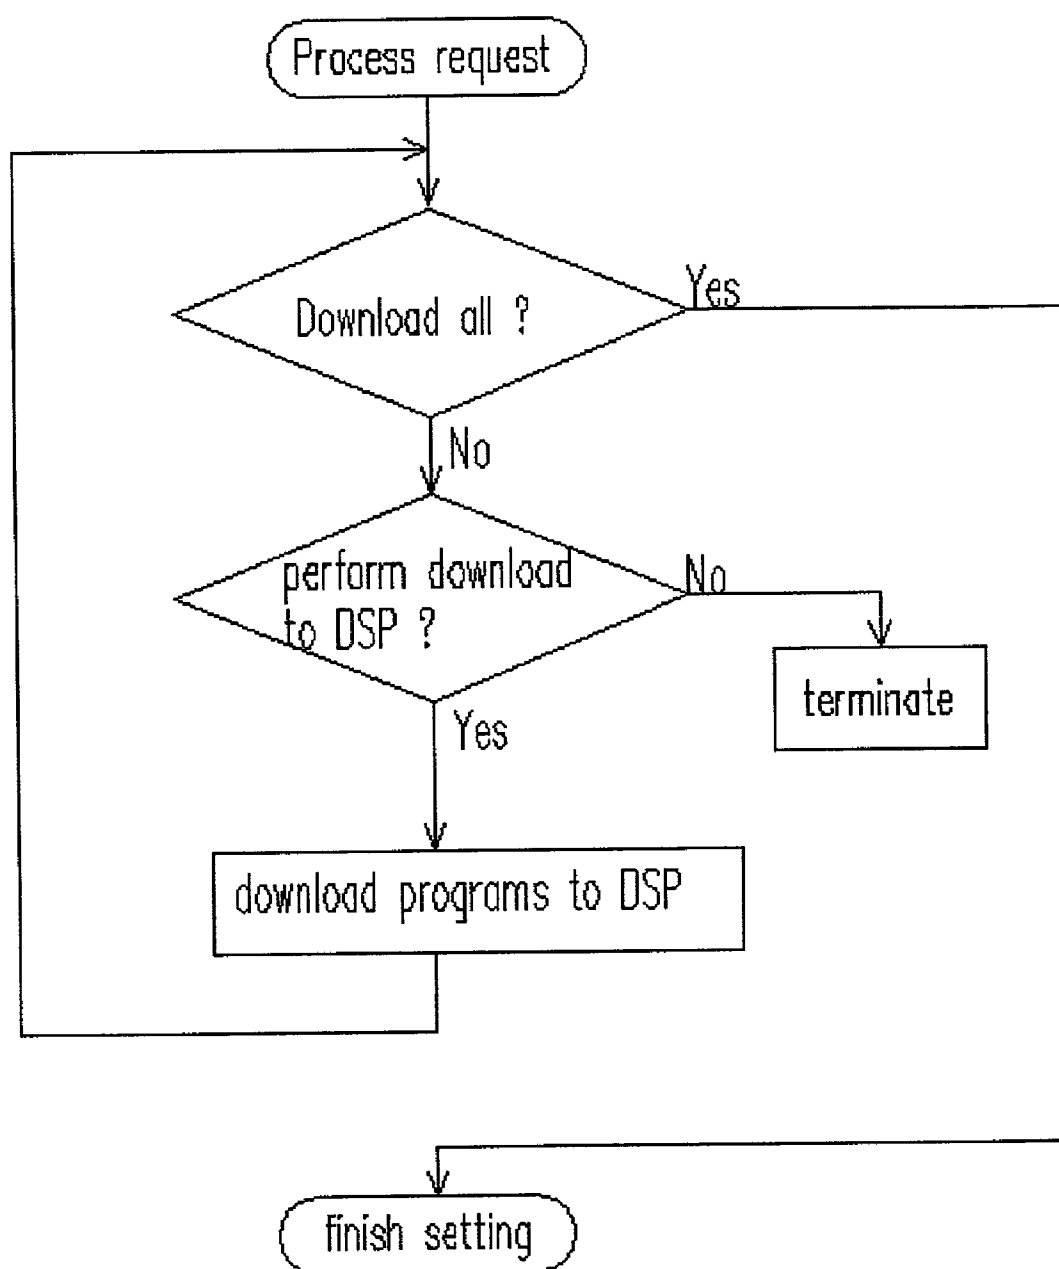 Process request
Download all ?
Yes
No
perform download
to DSP ?
No
terminate
Yes
download programs to DSP
finish setting